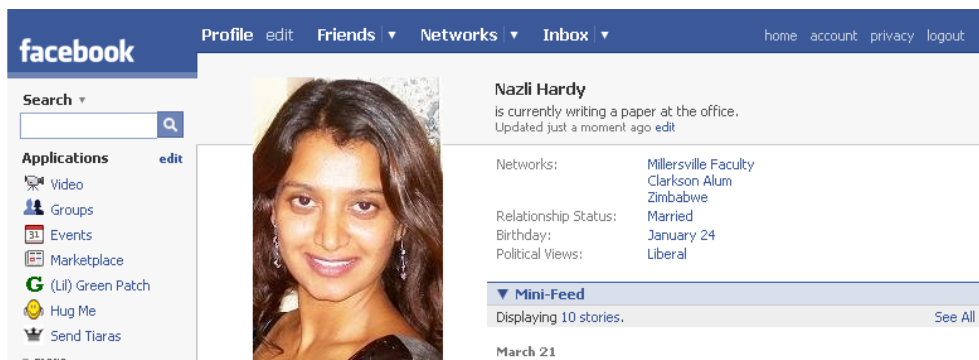 facebook
Profile edit Friends ▼ Networks ▼ Inbox ▼ home account privacy logout
Search ▼
Applications edit
Video
Groups
31 Events
Marketplace
G (Lil) Green Patch
Hug Me
Send Tiaras
Nazli Hardy
is currently writing a paper at the office.
Updated just a moment ago edit
Networks: Millersville Faculty
Clarkson Alum
Zimbabwe
Relationship Status: Married
Birthday: January 24
Political Views: Liberal
▼ Mini-Feed
Displaying 10 stories. See All
March 21